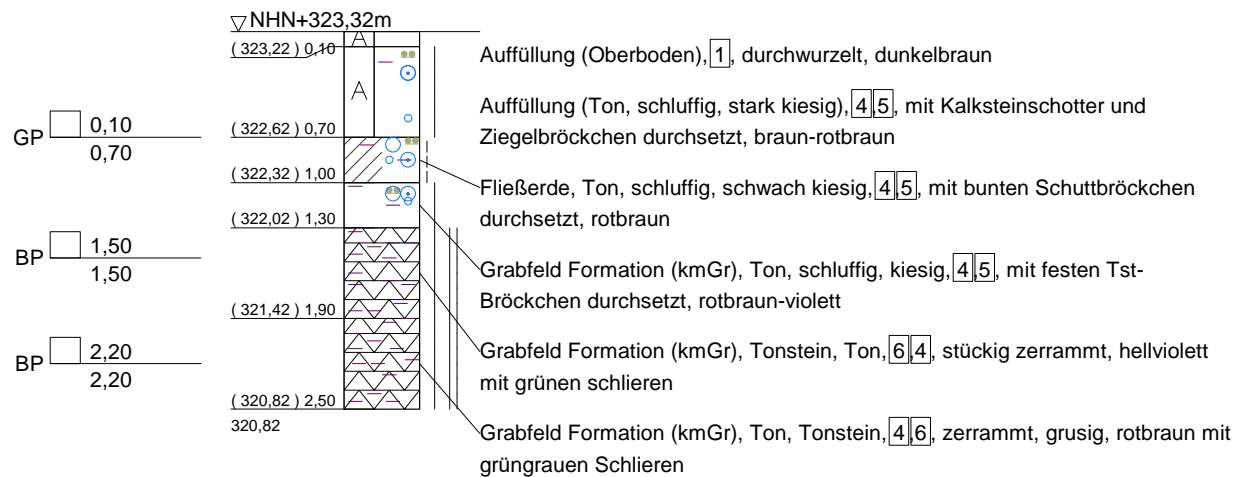 NHN+323,32m
A
( 323,22 ) 0,10
Auffüllung (Oberboden), 1, durchwurzelt, dunkelbraun
A
Auffüllung (Ton, schluffig, stark kiesig), 4,5, mit Kalksteinschotter und
Ziegelbröckchen durchsetzt, braun-rotbraun
GP 0,10
0,70
( 322,62 ) 0,70
( 322,32 ) 1,00
Fließerde, Ton, schluffig, schwach kiesig, 4,5, mit bunten Schuttbröckchen
durchsetzt, rotbraun
( 322,02 ) 1,30
BP 1,50
1,50
Grabfeld Formation (kmGr), Ton, schluffig, kiesig, 4,5, mit festen Tst-
Bröckchen durchsetzt, rotbraun-violett
( 321,42 ) 1,90
BP 2,20
2,20
Grabfeld Formation (kmGr), Tonstein, Ton, 6,4, stückig zerrammt, hellviolett
mit grünen schlieren
( 320,82 ) 2,50
320,82
Grabfeld Formation (kmGr), Ton, Tonstein, 4,6, zerrammt, grusig, rotbraun mit
grüngrauen Schlieren